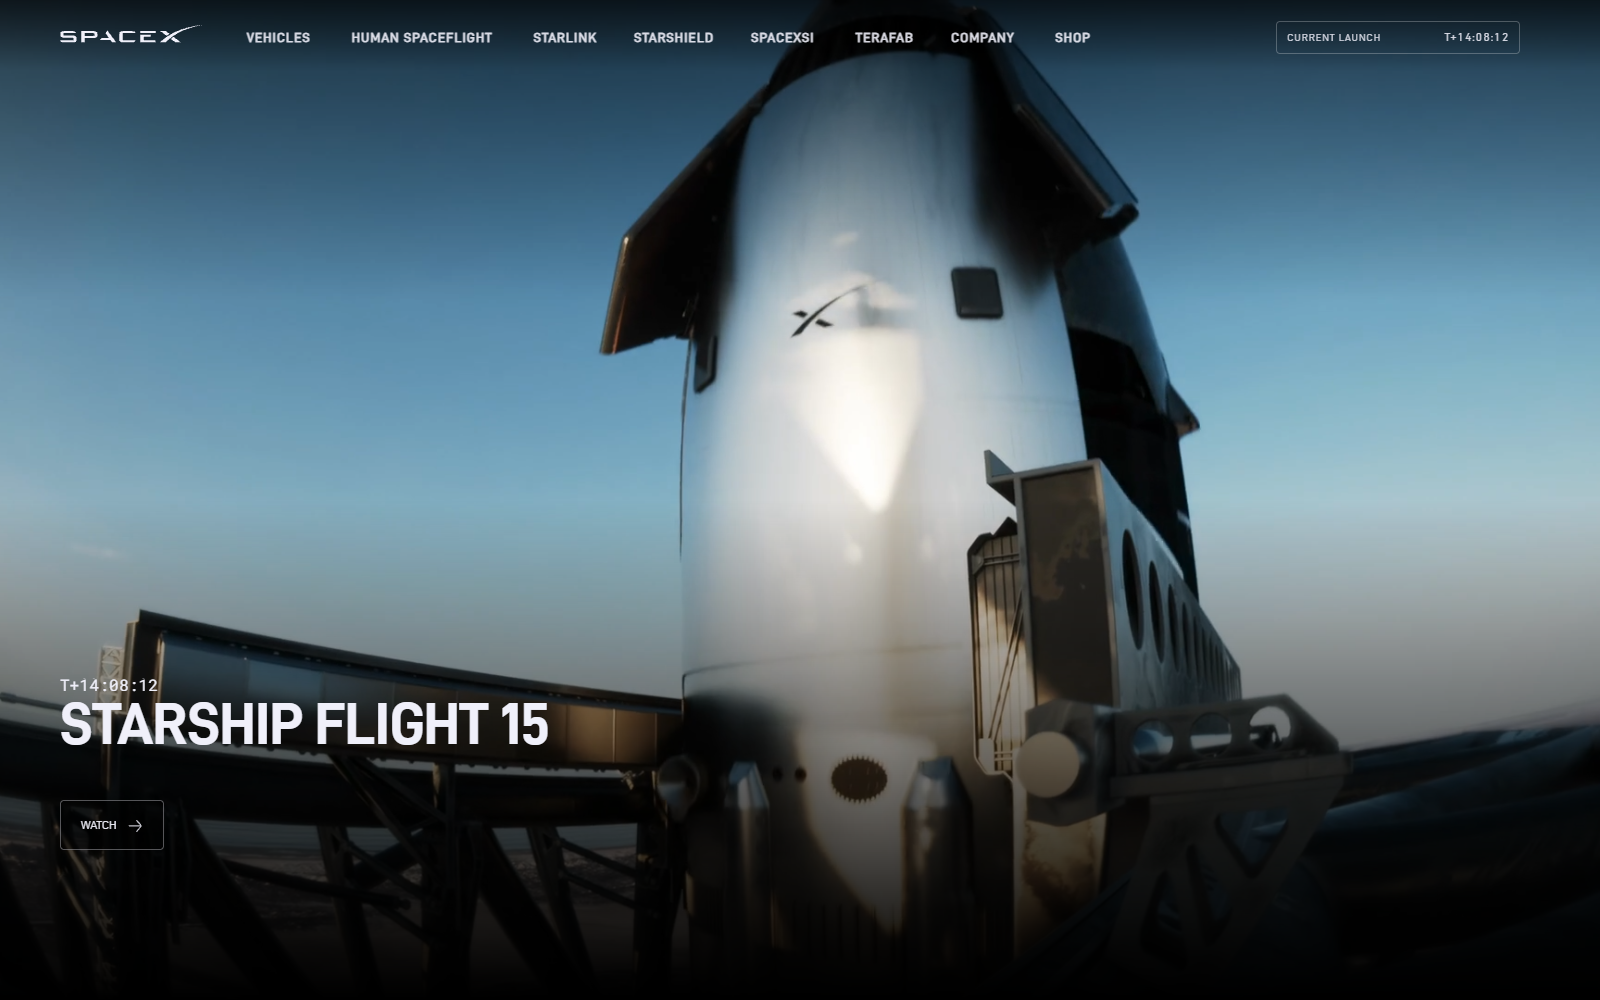 SPACEX
VEHICLES
HUMAN SPACEFLIGHT
STARLINK
STARSHIELD
SPACEXSI
TERAFAB
COMPANY
SHOP
CURRENT LAUNCH
T+14:08:12
X
T+14:08:12
STARSHIP FLIGHT 15
WATCH